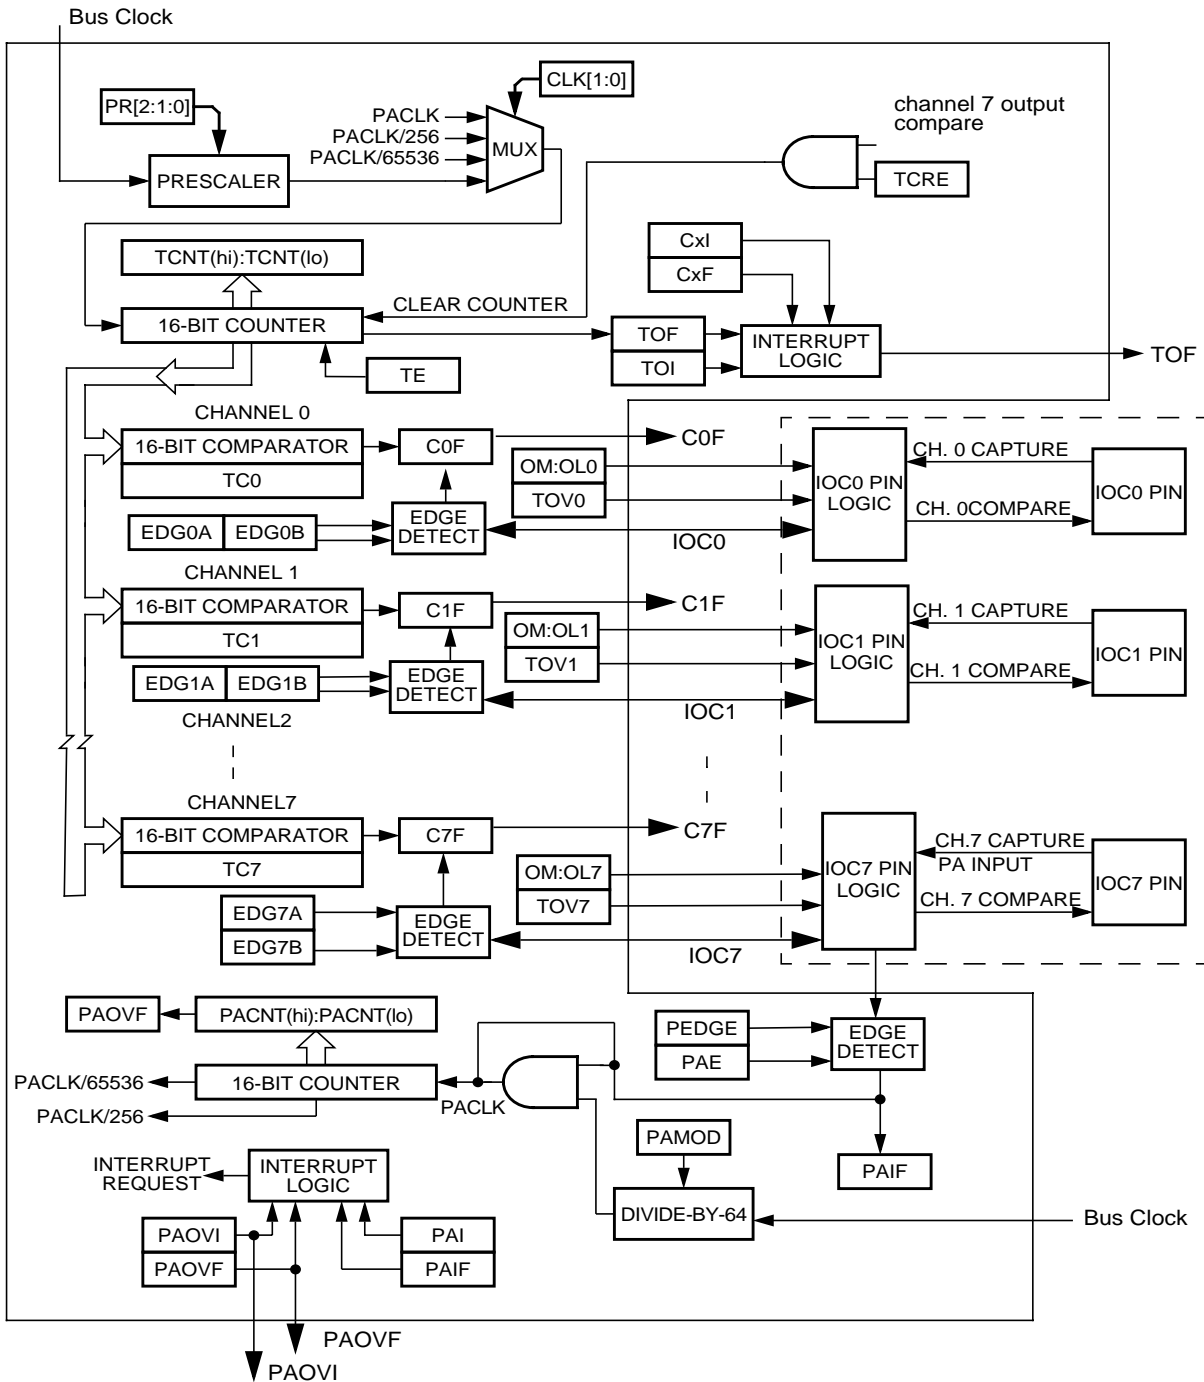 Bus Clock
PR[2:1:0]
CLK[1:0]
PACLK
PACLK/256
PACLK/65536
MUX
PRESCALER
channel 7 output
compare
TCRE
CxI
CxF
TCNT(hi):TCNT(lo)
CLEAR COUNTER
16-BIT COUNTER
TE
TOF
TOI
INTERRUPT
LOGIC
TOF
CHANNEL 0
16-BIT COMPARATOR
TC0
C0F
C0F
OM:OL0
TOV0
EDG0A
EDG0B
EDGE
DETECT
IOC0
IOC0 PIN
LOGIC
CH. 0 CAPTURE
CH. 0COMPARE
IOC0 PIN
CHANNEL 1
16-BIT COMPARATOR
TC1
C1F
C1F
OM:OL1
TOV1
EDG1A
EDG1B
EDGE
DETECT
IOC1
IOC1 PIN
LOGIC
CH. 1 CAPTURE
CH. 1 COMPARE
IOC1 PIN
CHANNEL2
CHANNEL7
16-BIT COMPARATOR
TC7
C7F
C7F
OM:OL7
TOV7
EDG7A
EDG7B
EDGE
DETECT
IOC7
IOC7 PIN
LOGIC
CH.7 CAPTURE
PA INPUT
CH. 7 COMPARE
IOC7 PIN
PAOVF
PACNT(hi):PACNT(lo)
PEDGE
PAE
EDGE
DETECT
PACLK/65536
16-BIT COUNTER
PACLK
PACLK/256
PAMOD
PAIF
INTERRUPT
REQUEST
INTERRUPT
LOGIC
DIVIDE-BY-64
Bus Clock
PAOVI
PAOVF
PAI
PAIF
PAOVF
PAOVI